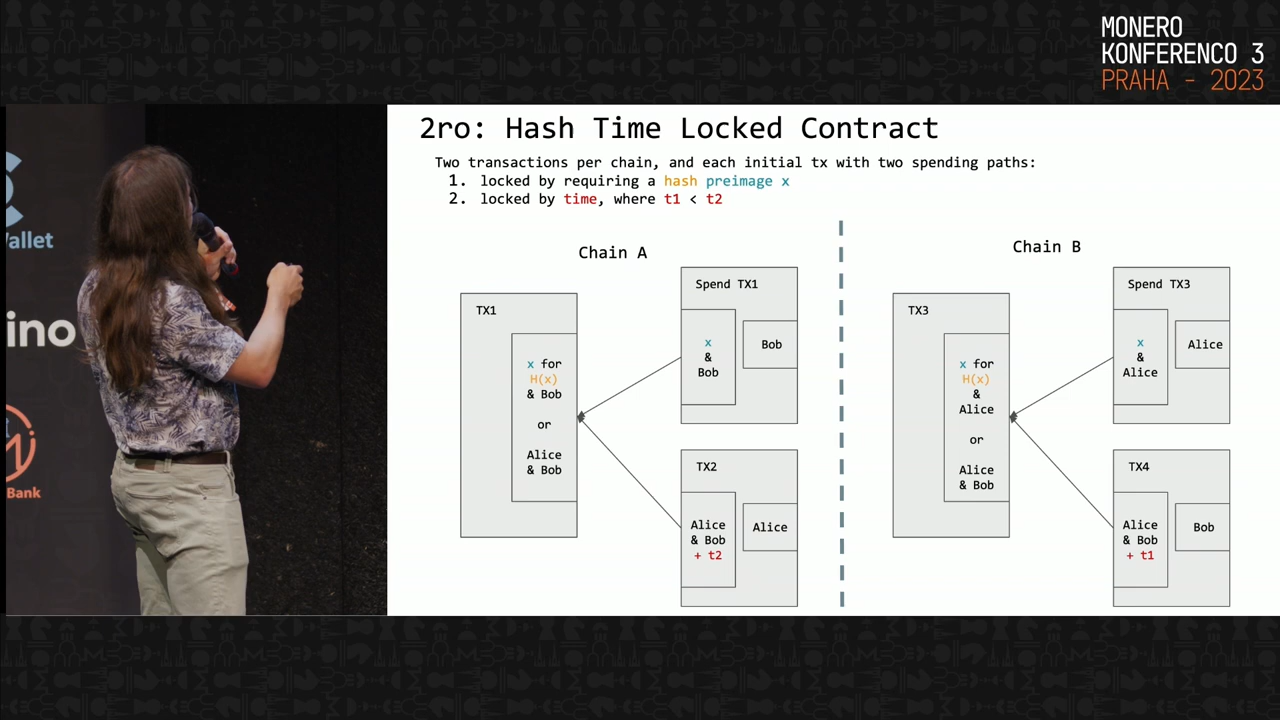 MONERO
KONFERENCO 3
PRAHA - 2023
allet
ino
Bank
2ro: Hash Time Locked Contract
Two transactions per chain, and each initial tx with two spending paths:
1. locked by requiring a hash preimage x
2. locked by time, where t1 < t2
Chain A
TX1
x for
H(x)
& Bob
or
Alice
& Bob
Spend TX1
x
&
Bob
Bob
TX2
Alice
& Bob
+ t2
Alice
Chain B
TX3
x for
H(x)
&
Alice
or
Alice
& Bob
Spend TX3
x
&
Alice
Alice
TX4
Alice
& Bob
+ t1
Bob